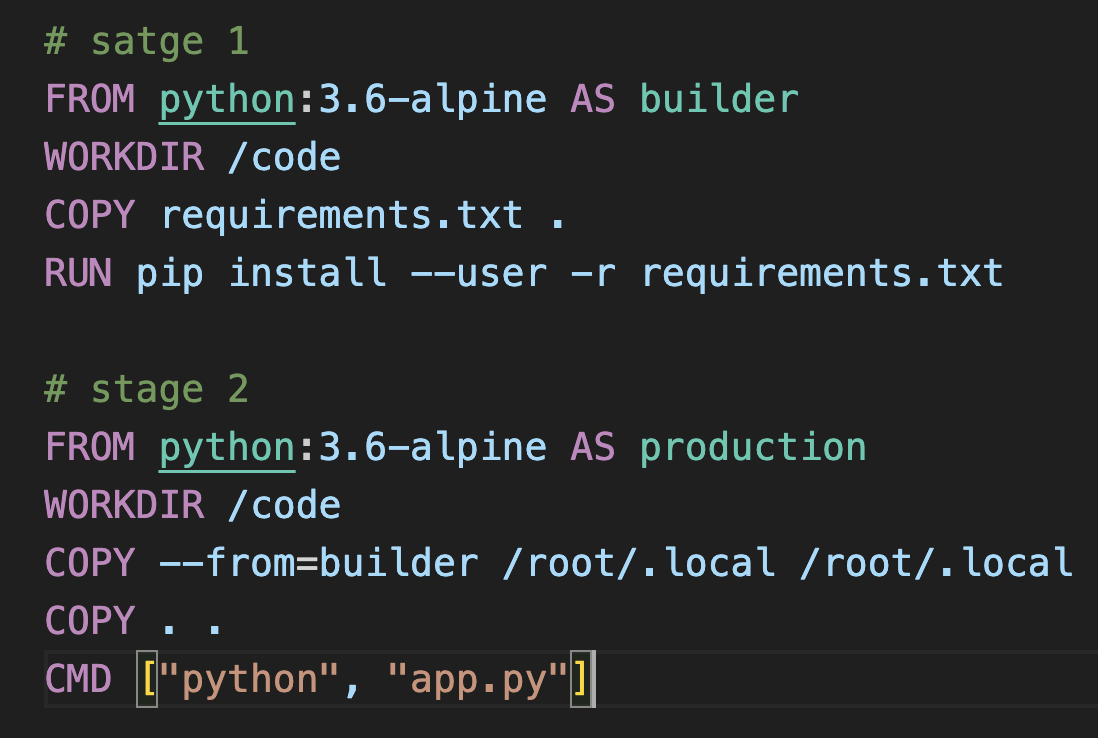 # satge 1
FROM python:3.6-alpine AS builder
WORKDIR /code
COPY requirements.txt .
RUN pip install --user -r requirements.txt
# stage 2
FROM python:3.6-alpine AS production
WORKDIR /code
COPY --from=builder /root/.local /root/.local
COPY . .
CMD ["python", "app.py"]